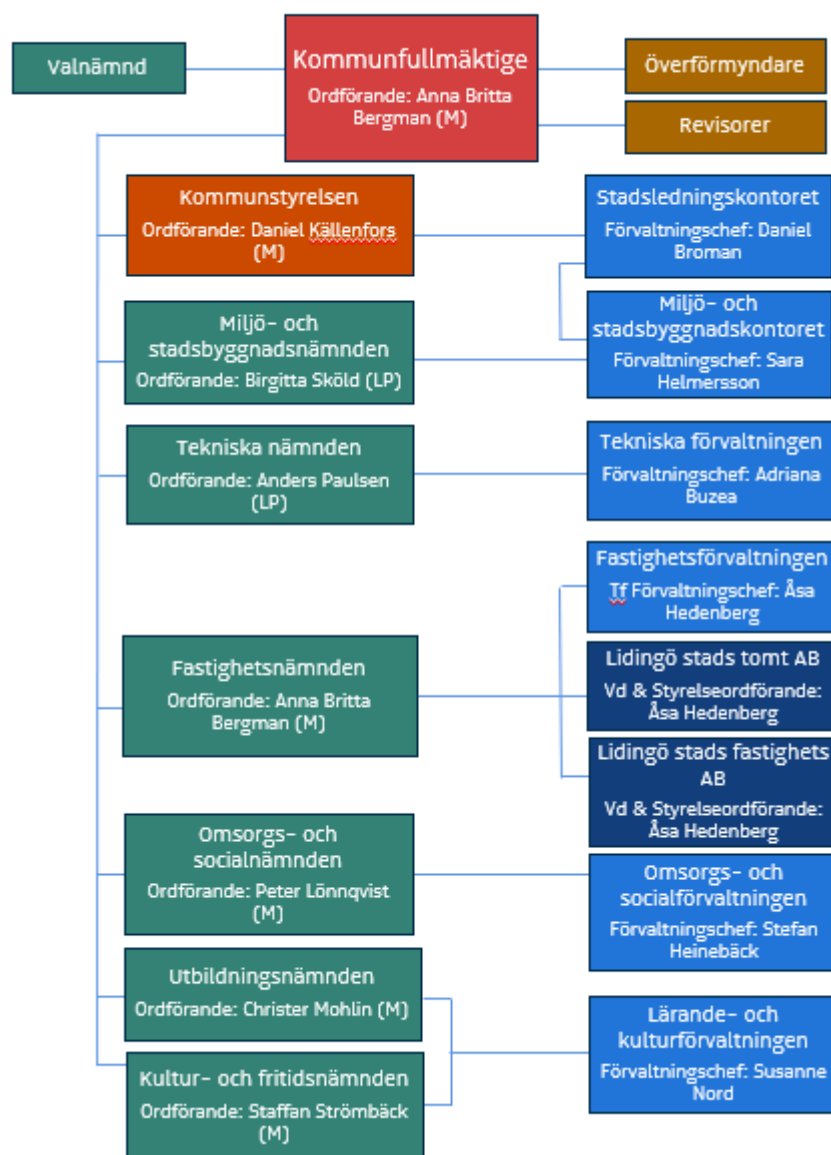 Valnämnd
Kommunfullmäktige
Ordförande: Anna Britta
Bergman (M)
Överförmyndare
Revisorer
Kommunstyrelsen
Ordförande: Daniel Källenfors
(M)
Stadsledningskontoret
Förvaltningschef: Daniel
Broman
Miljö- och
stadsbyggnadsnämnden
Ordförande: Birgitta Sköld (LP)
Miljö- och
stadsbyggnadskontoret
Förvaltningschef: Sara
Helmersson
Tekniska nämnden
Ordförande: Anders Paulsen
(LP)
Tekniska förvaltningen
Förvaltningschef: Adriana
Buzea
Fastighetsnämnden
Ordförande: Anna Britta
Bergman (M)
Fastighetsförvaltningen
Tf Förvaltningschef: Åsa
Hedenberg
Lidingö stads tomt AB
Vd & Styrelseordförande:
Åsa Hedenberg
Lidingö stads fastighets
AB
Vd & Styrelseordförande:
Åsa Hedenberg
Omsorgs- och
socialnämnden
Ordförande: Peter Lönnqvist
(M)
Omsorgs- och
socialförvaltningen
Förvaltningschef: Stefan
Heinebäck
Utbildningsnämnden
Ordförande: Christer Mohlin (M)
Kultur- och fritidsnämnden
Ordförande: Staffan Strömbäck
(M)
Lärande- och
kulturförvaltningen
Förvaltningschef: Susanne
Nord